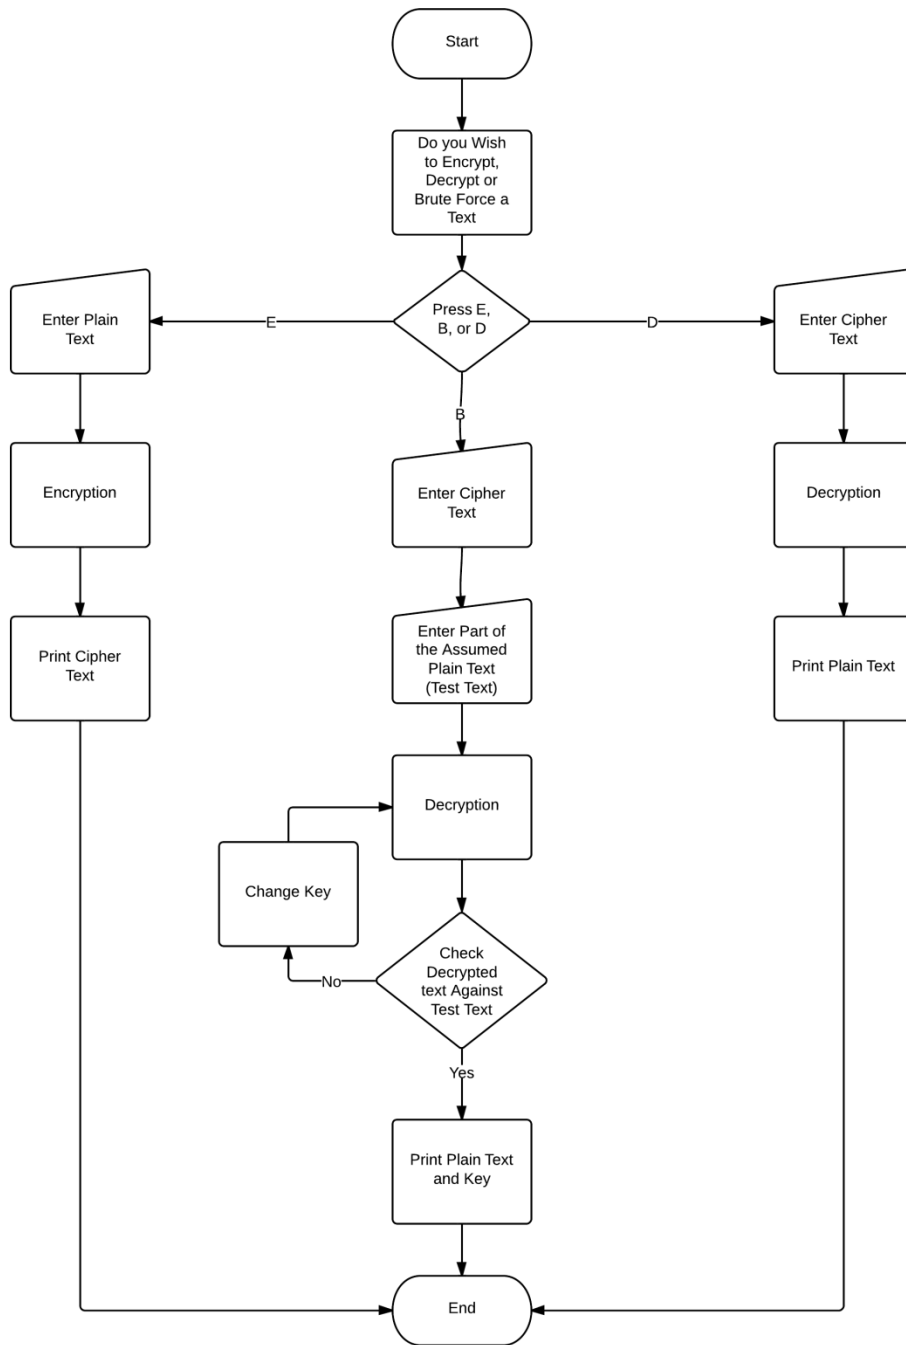 Start
Do you Wish
to Encrypt,
Decrypt or
Brute Force a
Text
Press E,
B, or D
E
D
B
Enter Plain
Text
Enter Cipher
Text
Encryption
Enter Cipher
Text
Decryption
Print Cipher
Text
Enter Part of
the Assumed
Plain Text
(Test Text)
Print Plain Text
Decryption
Change Key
Check
Decrypted
text Against
Test Text
No
Yes
Print Plain Text
and Key
End